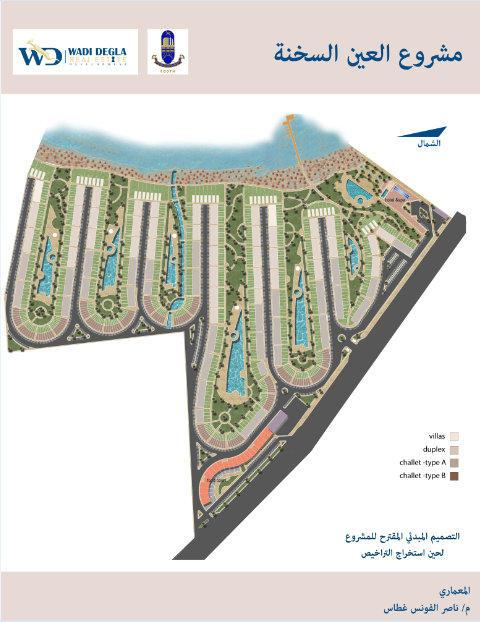 مشروع العين السخنة
WADI DEGLA
REAL ESTATE
DEVELOPMENT
الشمال
villas
duplex
challet -type A
challet -type B
التصميم المبدئي المقترح للمشروع
لحين استخراج التراخيص
المعماري
م/ ناصر الفونس غطاس